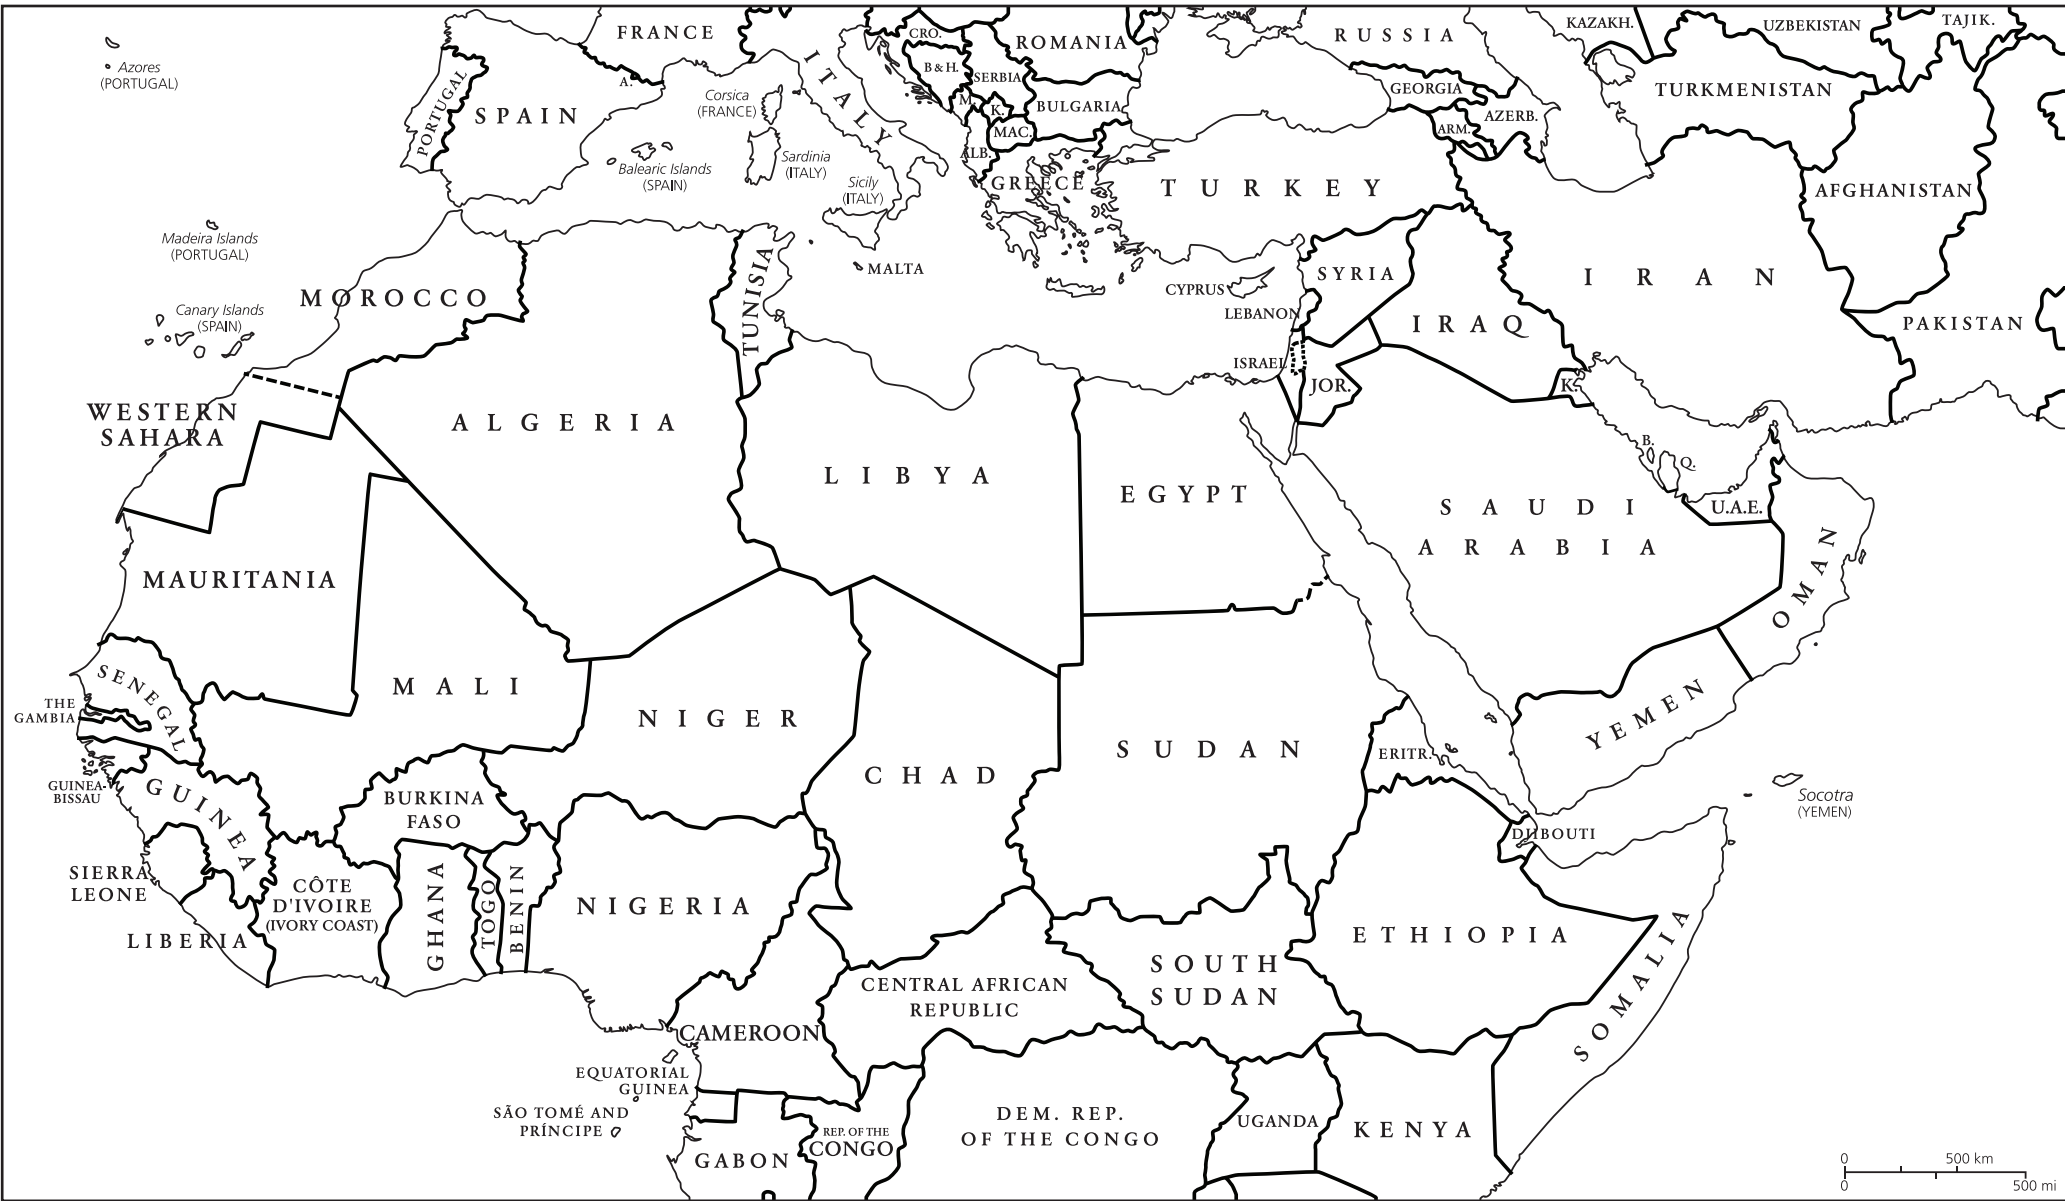 FRANCE
CRO.
ROMANIA
RUSSIA
KAZAKH.
UZBEKISTAN
TAJIK.
Azores
(PORTUGAL)
A.
ITALY
B & H.
SERBIA
GEORGIA
TURKMENISTAN
PORTUGAL
SPAIN
Corsica
(FRANCE)
M.
K.
BULGARIA
AZERB.
MAC.
ARM.
Balearic Islands
(SPAIN)
Sardinia
(ITALY)
Sicily
(ITALY)
ALB.
GREECE
TURKEY
AFGHANISTAN
Madeira Islands
(PORTUGAL)
MALTA
CYPRUS
SYRIA
IRAN
MOROCCO
TUNISIA
LEBANON
IRAQ
PAKISTAN
Canary Islands
(SPAIN)
ISRAEL
JOR.
K.
WESTERN
SAHARA
ALGERIA
LIBYA
EGYPT
B.
Q.
SAUDI
ARABIA
U.A.E.
OMAN
MAURITANIA
MALI
NIGER
CHAD
SUDAN
ERITR.
YEMEN
SENEGAL
THE
GAMBIA
GUINEA-
BISSAU
GUINEA
BURKINA
FASO
Socotra
(YEMEN)
DJIBOUTI
SIERRA
LEONE
LIBERIA
CÔTE
D'IVOIRE
(IVORY COAST)
GHANA
TOGO
BENIN
NIGERIA
ETHIOPIA
SOMALIA
SOUTH
SUDAN
CENTRAL AFRICAN
REPUBLIC
CAMEROON
EQUATORIAL
GUINEA
SÃO TOMÉ AND
PRÍNCIPE
GABON
REP. OF THE
CONGO
DEM. REP.
OF THE CONGO
UGANDA
KENYA
0 500 km
0 500 mi